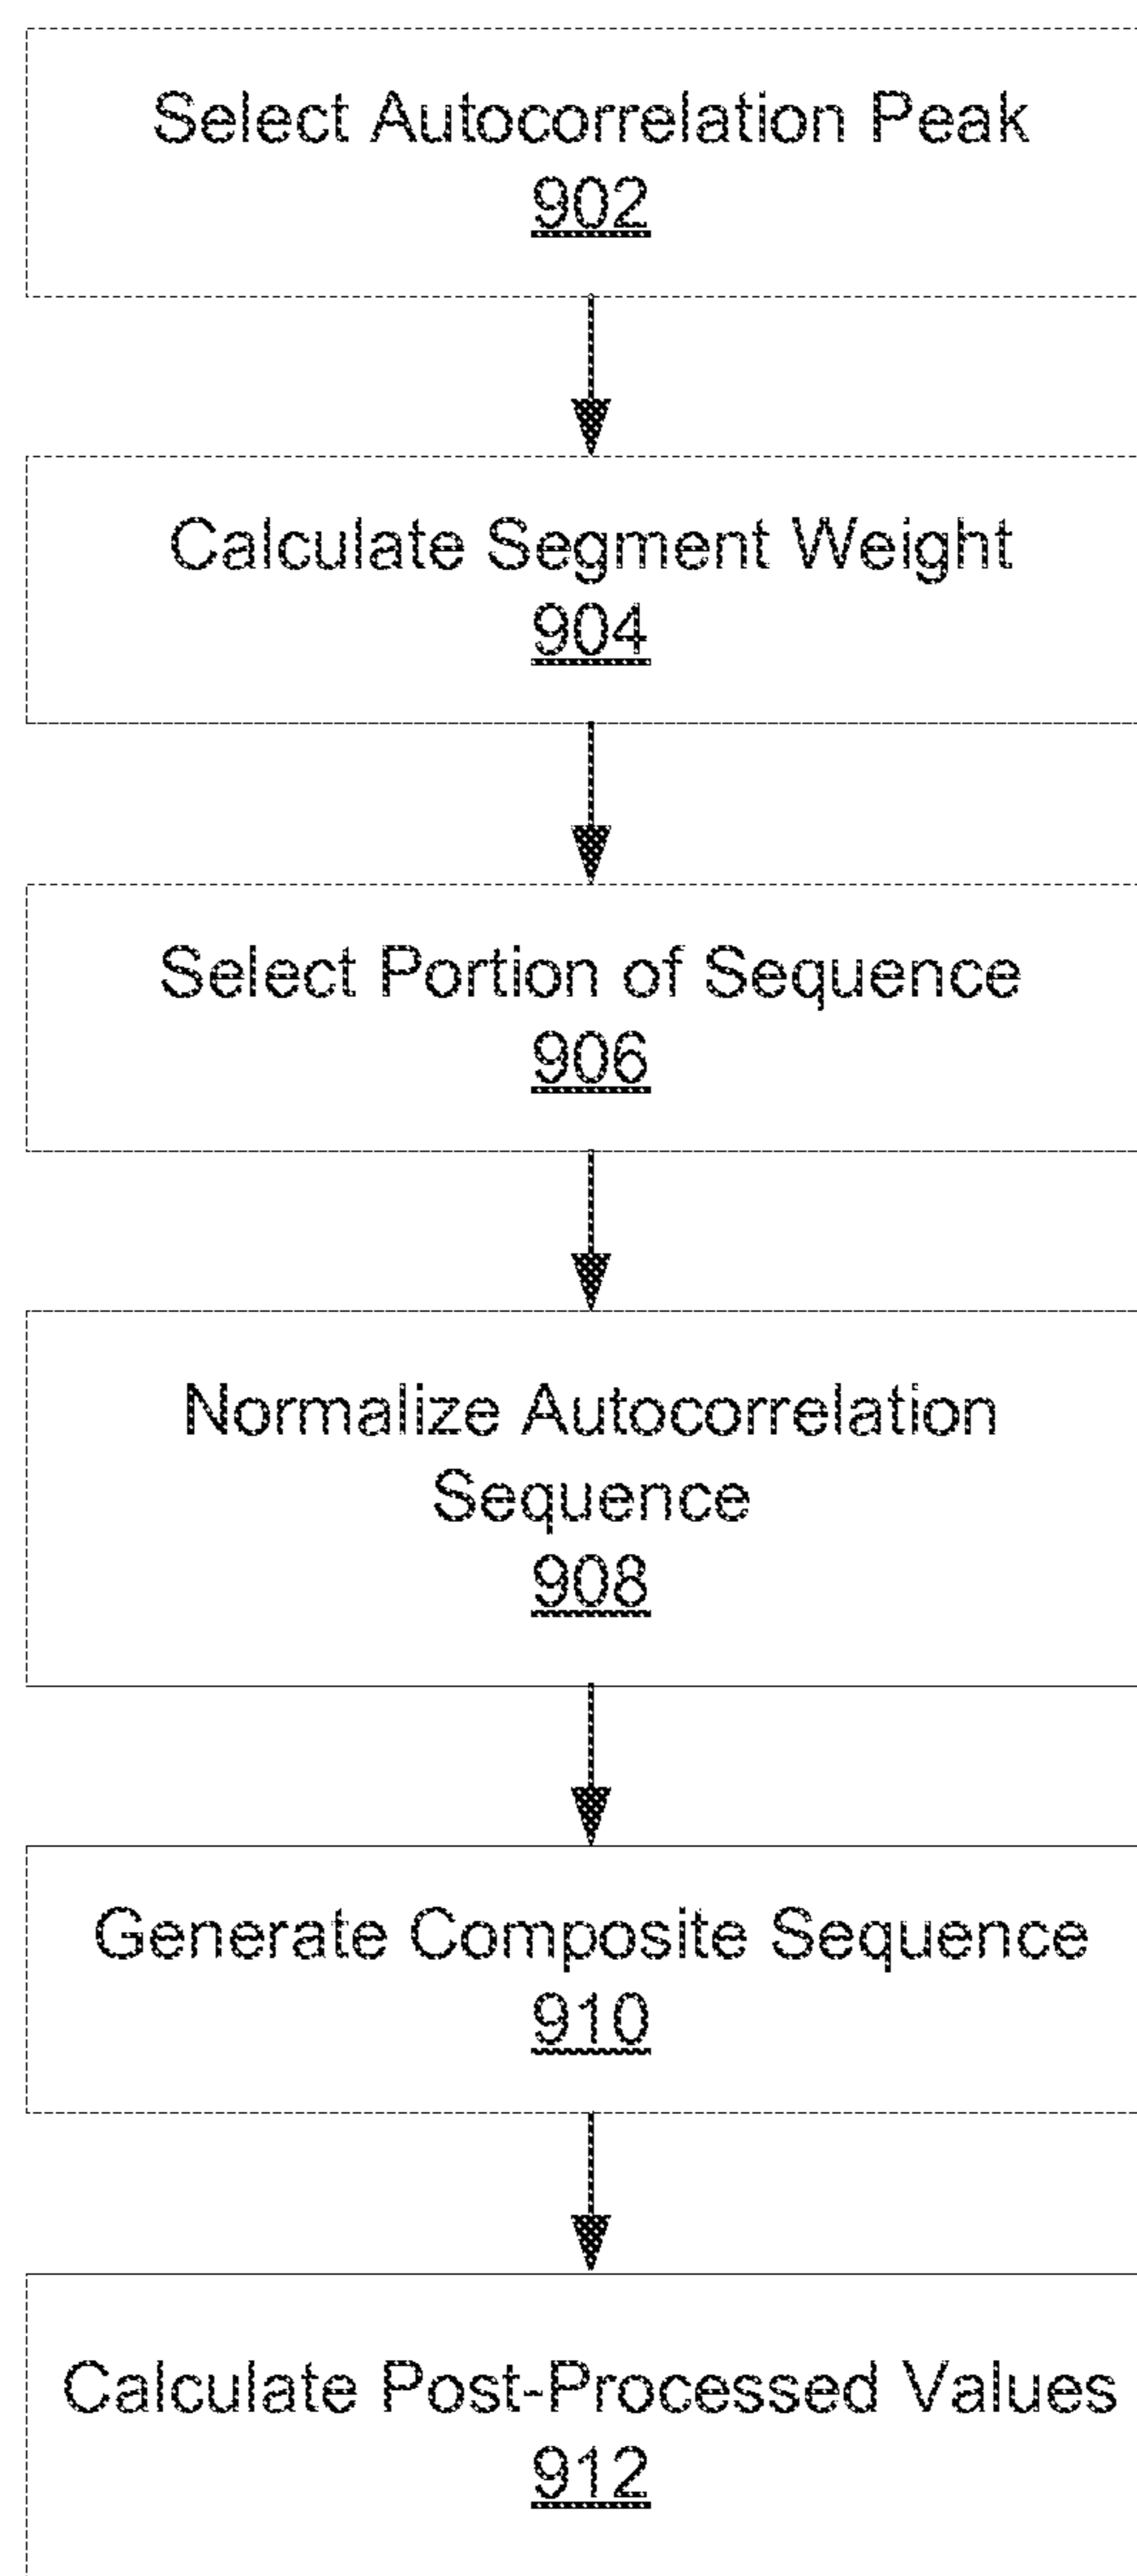 Select Autocorrelation Peak
902
Calculate Segment Weight
904
Select Portion of Sequence
906
Normalize Autocorrelation
Sequence
908
Generate Composite Sequence
910
Calculate Post-Processed Values
912